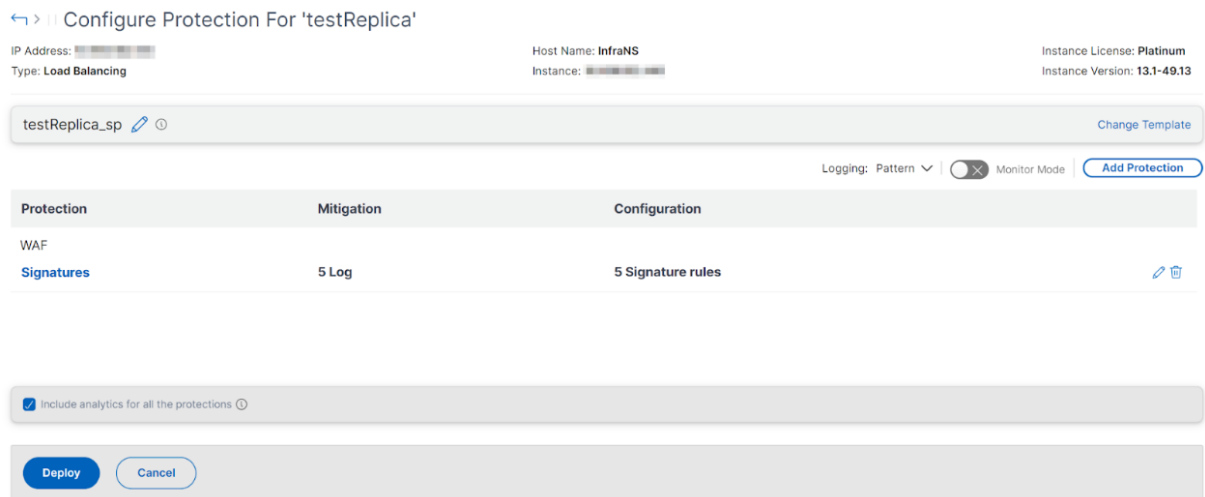 Configure Protection For 'testReplica'
IP Address:
Host Name: InfraNS
Instance License: Platinum
Type: Load Balancing
Instance:
Instance Version: 13.1-49.13
testReplica_sp
Change Template
Logging: Pattern
Monitor Mode
Add Protection
Protection Mitigation Configuration
WAF
Signatures 5 Log 5 Signature rules
Include analytics for all the protections
Deploy
Cancel